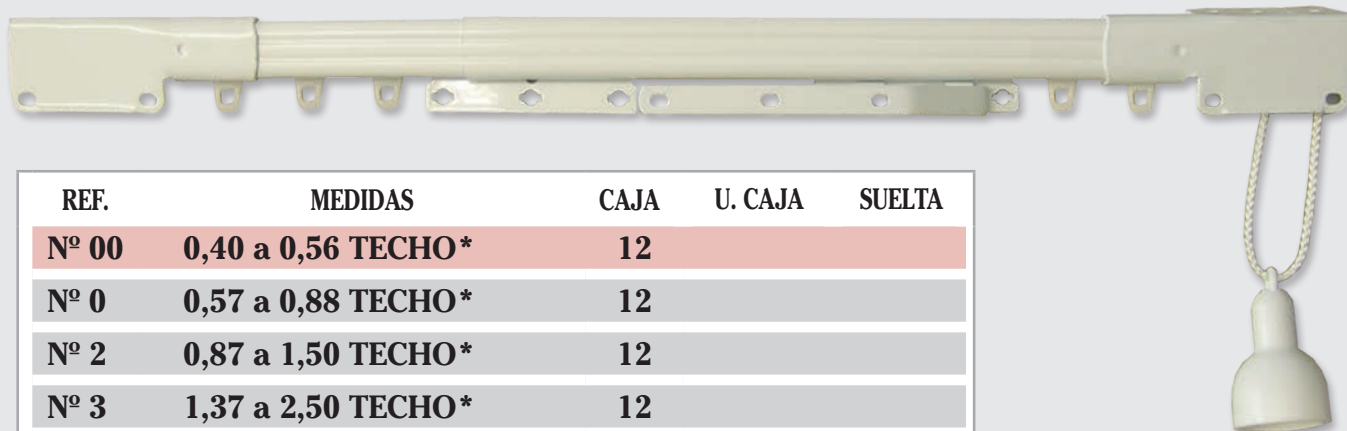 REF. MEDIDAS CAJA U. CAJA SUELTA
Nº 00 0,40 a 0,56 TECHO* 12
Nº 0 0,57 a 0,88 TECHO* 12
Nº 2 0,87 a 1,50 TECHO* 12
Nº 3 1,37 a 2,50 TECHO* 12